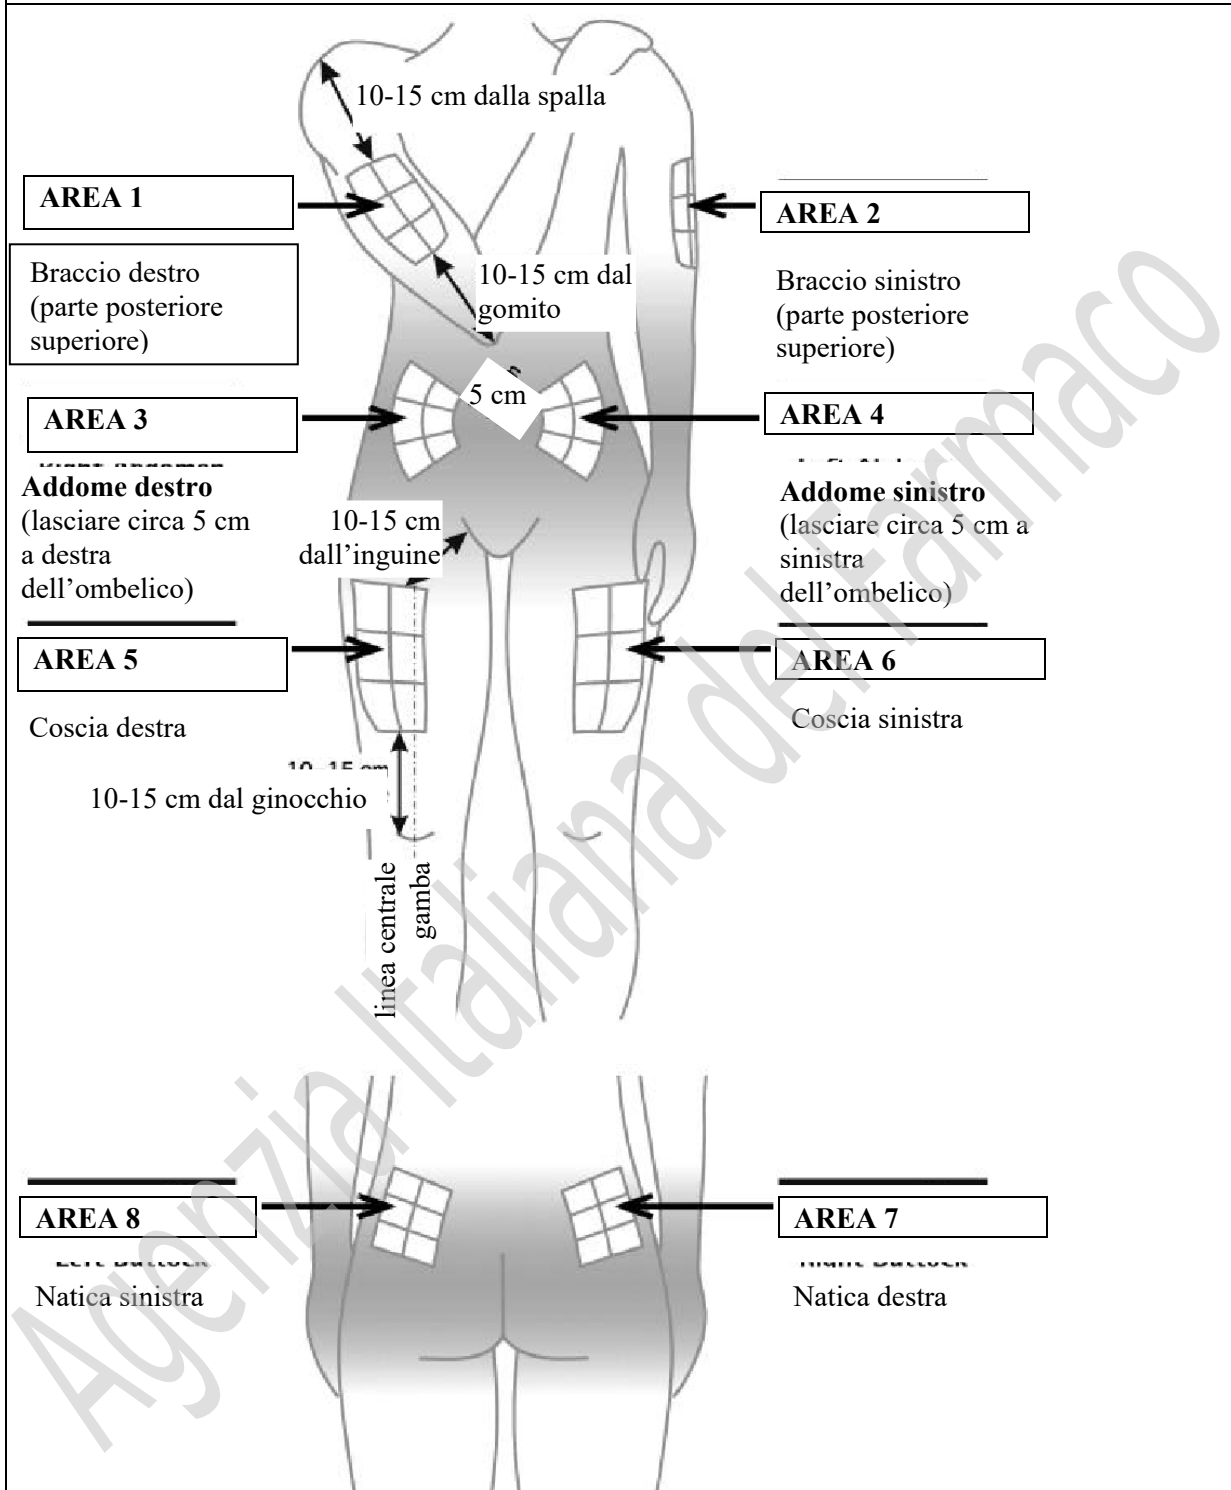 10-15 cm dalla spalla
AREA 1
AREA 2
Braccio destro
(parte posteriore
superiore)
10-15 cm dal
gomito
Braccio sinistro
(parte posteriore
superiore)
5 cm
AREA 3
AREA 4
Addome destro
(lasciare circa 5 cm
a destra
dell'ombelico)
Addome sinistro
(lasciare circa 5 cm a
sinistra
dell'ombelico)
10-15 cm
dall'inguine
AREA 5
AREA 6
Coscia destra
Coscia sinistra
10-15 cm dal ginocchio
linea centrale
gamba
AREA 8
AREA 7
Natica sinistra
Natica destra
Agenzia Italiana del Farmaco